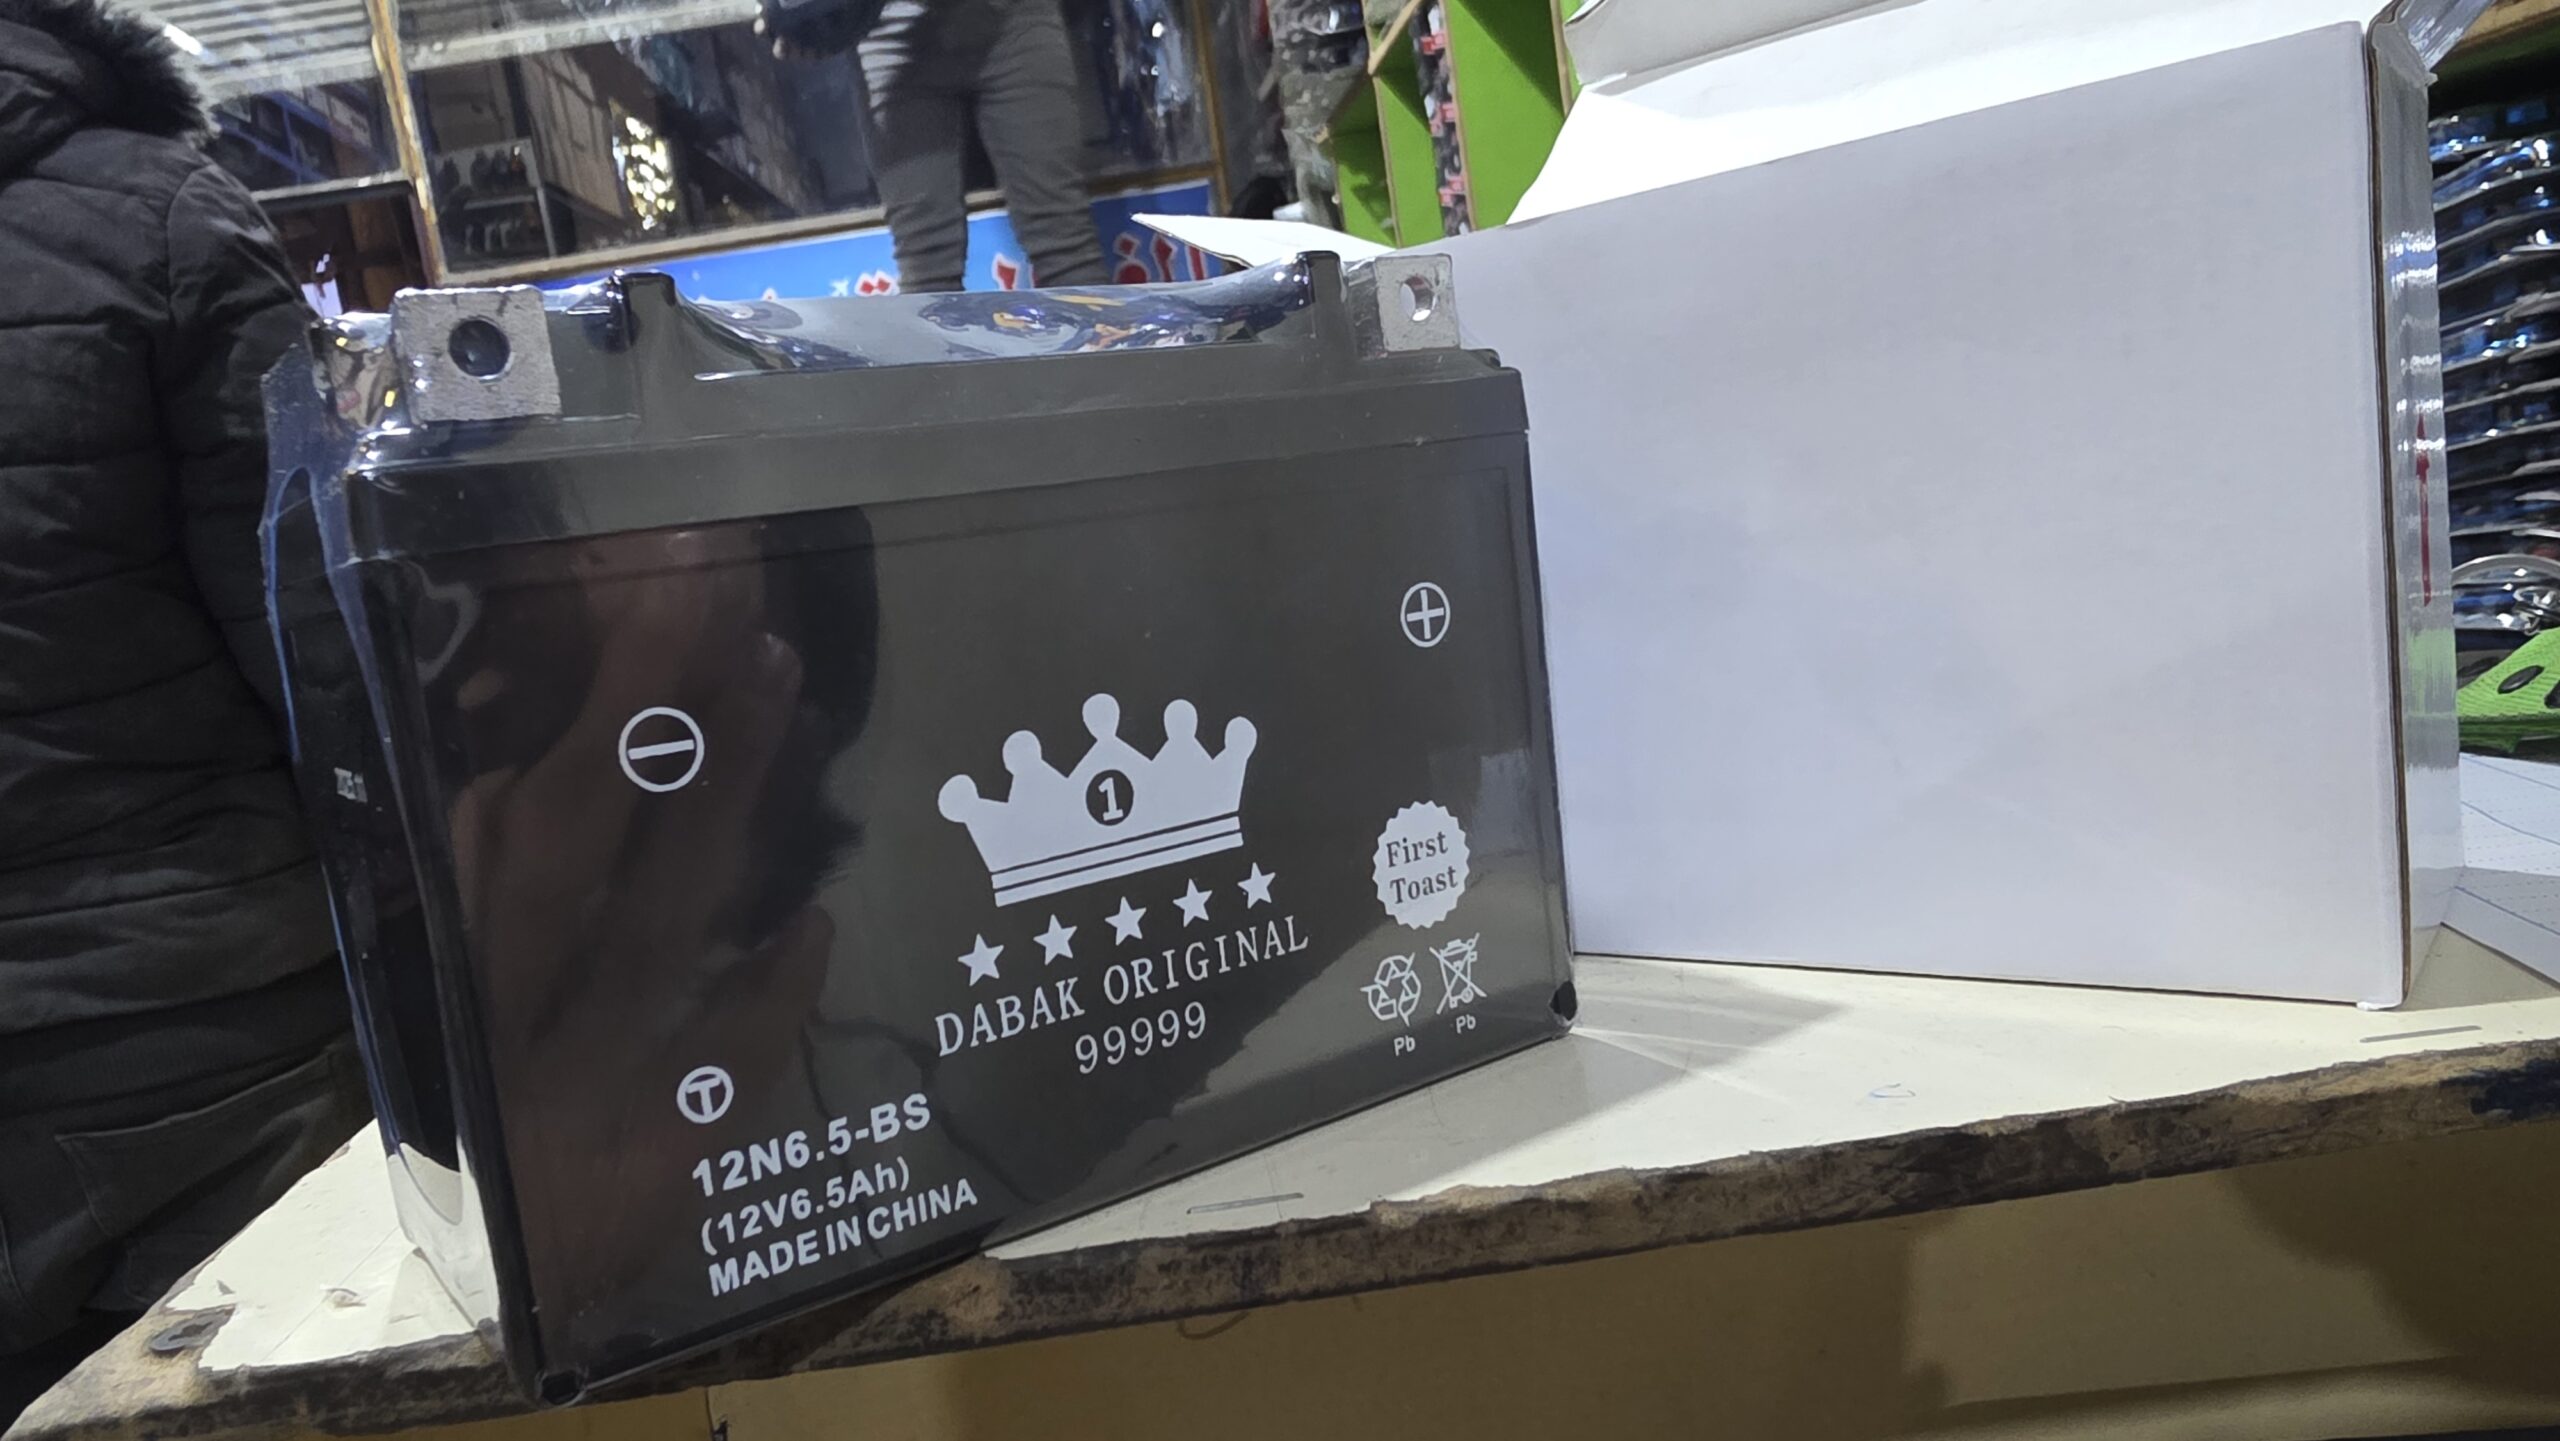 1
First
Toast
DABAK ORIGINAL
99999
Pb
Pb
T
12N6.5-BS
(12V6.5Ah)
MADE IN CHINA